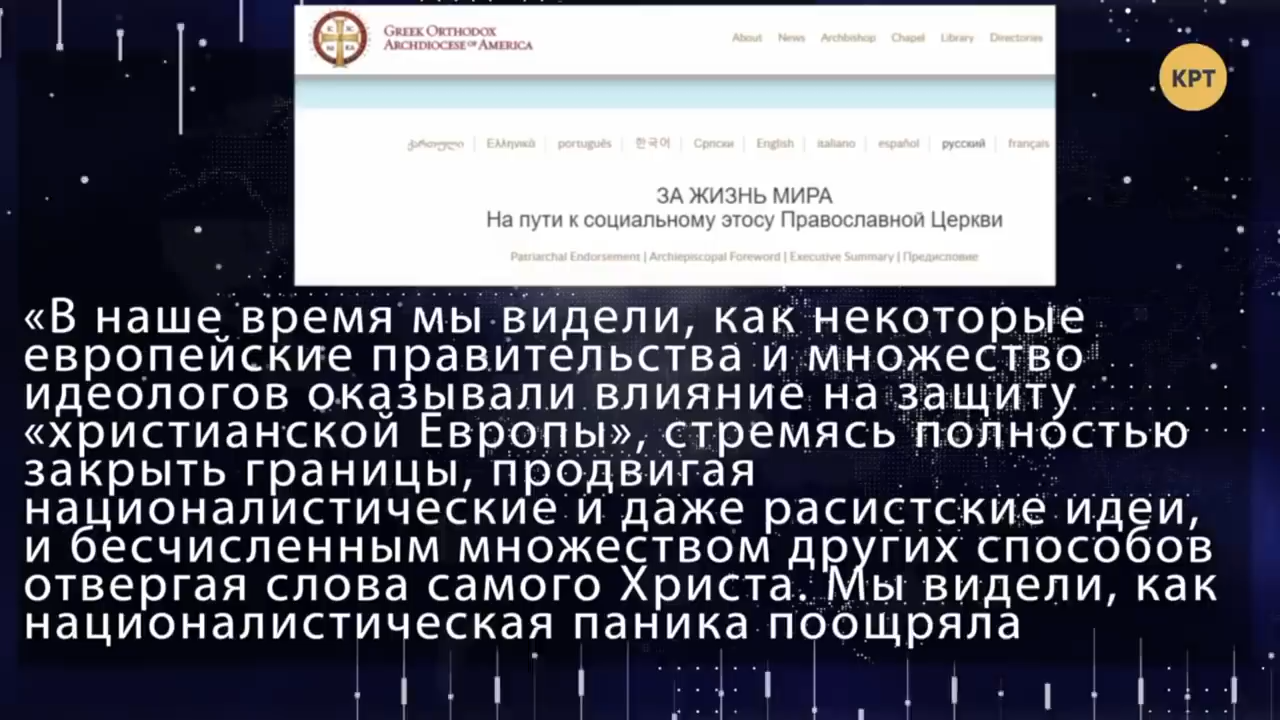 GREEK ORTHODOX
ARCHDIOCESE OF AMERICA
About News Archbishop Chapel Library Directories
КРТ
ქართული Ελληνικά português 한국어 Српски English italiano español русский français
ЗА ЖИЗНЬ МИРА
На пути к социальному этосу Православной Церкви
Patriarchal Endorsement | Archiepiscopal Foreword | Executive Summary | Предисловие
«В наше время мы видели, как некоторые
европейские правительства и множество
идеологов оказывали влияние на защиту
«христианской Европы», стремясь полностью
закрыть границы, продвигая
националистические и даже расистские идеи,
и бесчисленным множеством других способов
отвергая слова самого Христа. Мы видели, как
националистическая паника поощряла